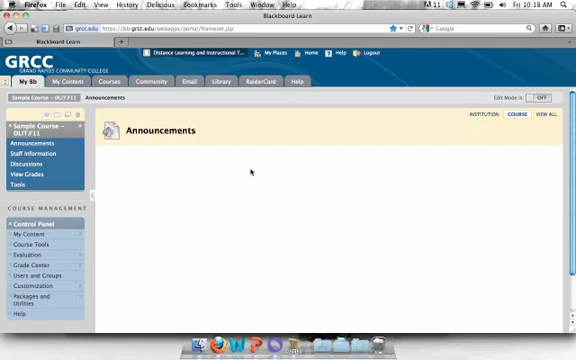 Firefox File Edit View History Delicious Bookmarks Tools Window Help Fri 10:18 AM
Blackboard Learn
grcc.edu https://bb.grcc.edu/webapps/portal/frameset.jsp Google
Blackboard Learn
Distance Learning and Instructional T... My Places Home Help Logout
GRCC
GRAND RAPIDS COMMUNITY COLLEGE
My Bb My Content Courses Community Email Library RaiderCard Help
Sample Course - DLIT.F11 Announcements Edit Mode is: OFF
INSTITUTION COURSE VIEW ALL
Announcements
Sample Course -
DLIT.F11
Announcements
Staff Information
Discussions
View Grades
Tools
COURSE MANAGEMENT
Control Panel
My Content
Course Tools
Evaluation
Grade Center
Users and Groups
Customization
Packages and
Utilities
Help